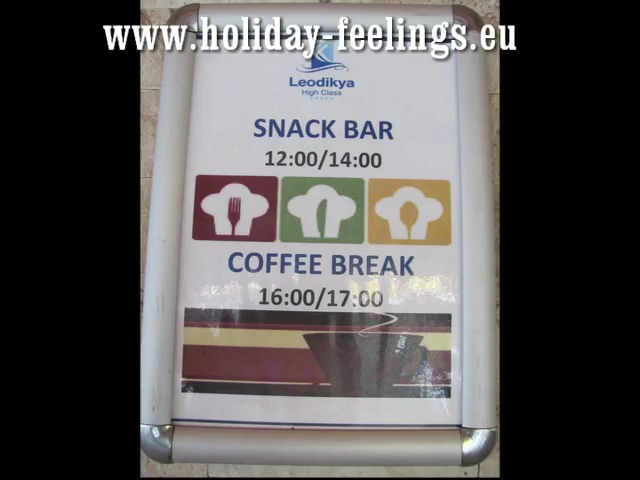 www.holiday-feelings.eu
Leodikya
High Class
SNACK BAR
12:00/14:00
COFFEE BREAK
16:00/17:00